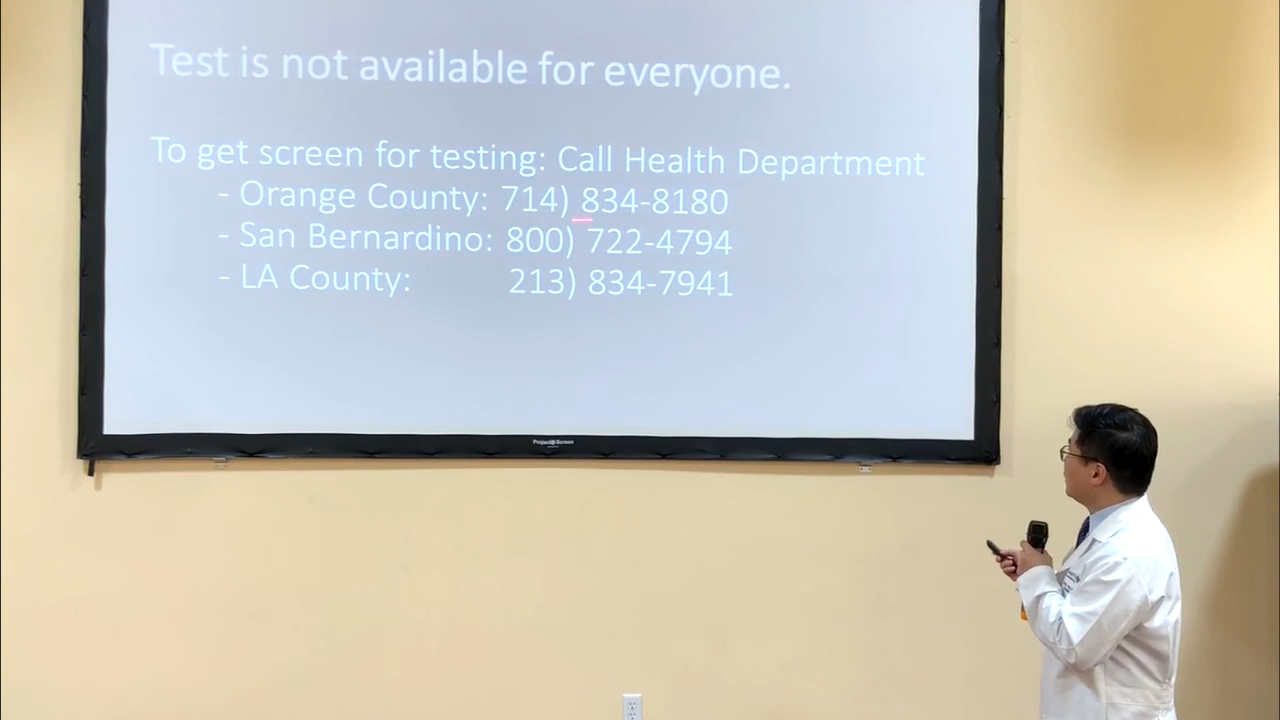 Test is not available for everyone.
To get screen for testing: Call Health Department
- Orange County: 714) 834-8180
- San Bernardino: 800) 722-4794
- LA County: 213) 834-7941